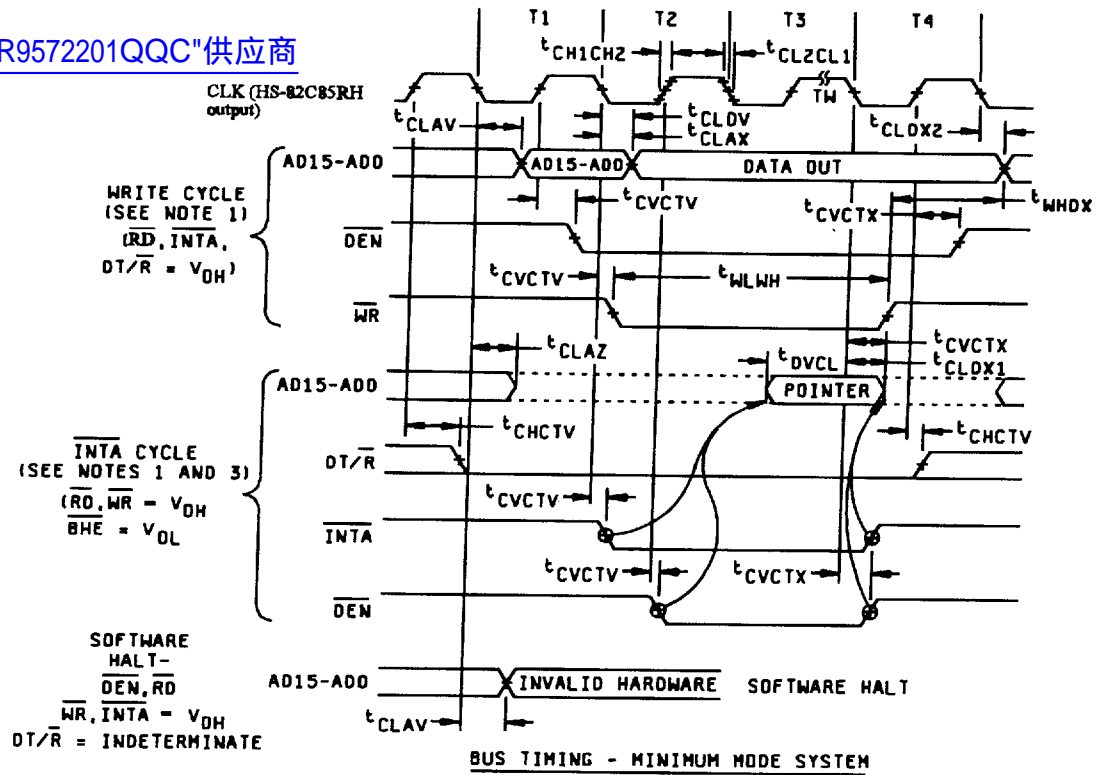 R9572201QQC"供应商
T1 T2 T3 T4
tCH1CH2 tCL2CL1
CLK (HS-82C85RH
output)
TW
tCLAV tCLDV tCLAX tCLDX2
WRITE CYCLE
(SEE NOTE 1)
(RD, INTA,
DT/R = VOH)
AD15-AD0 AD15-AD0 DATA OUT
tCVCTV tCVCTX tWHDX
DEN
tCVCTV tWLWH
WR
tCLAZ tDVCL tCVCTX tCLDX1
AD15-AD0 POINTER
INTA CYCLE
(SEE NOTES 1 AND 3)
(RD, WR = VOH
BHE = VOL
tCHCTV tCHCTV
DT/R
tCVCTV
INTA
tCVCTV tCVCTX
DEN
SOFTWARE
HALT-
DEN, RD
WR, INTA = VOH
DT/R = INDETERMINATE
AD15-AD0 INVALID HARDWARE SOFTWARE HALT
tCLAV
BUS TIMING - MINIMUM MODE SYSTEM